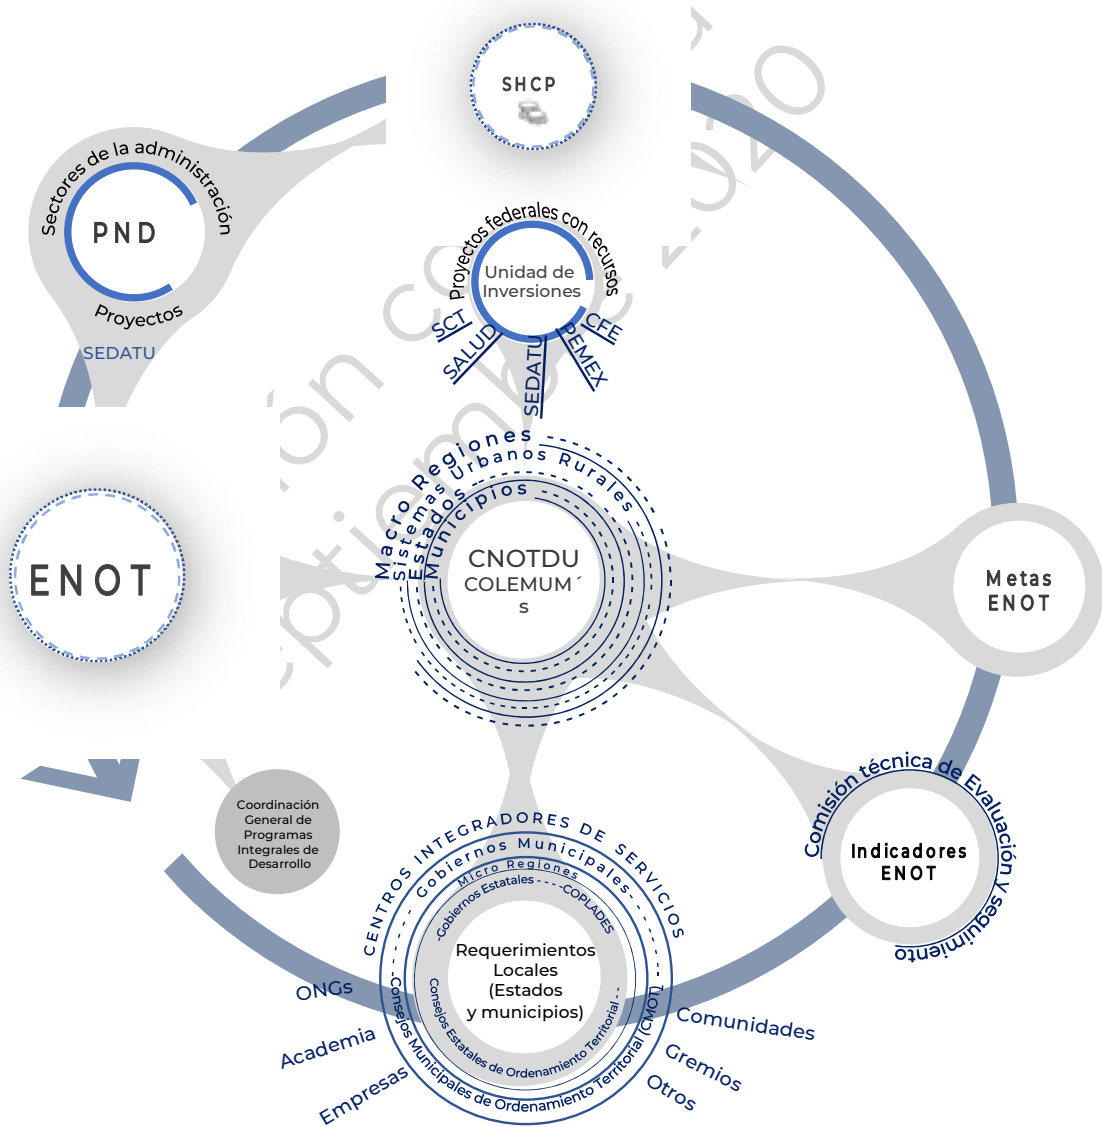 SHCP
Sectores de la administración
PND
Proyectos
SEDATU
Proyectos federales con recursos
Unidad de
Inversiones
SCT
SALUD
SEDATU
PEMEX
CFE
Macro Regiones
Sistemas Urbanos Rurales
Estados
Municipios
CNOTDU
COLEMUM´
s
ENOT
Metas
ENOT
Comisión técnica de Evaluación y seguimiento
Indicadores
ENOT
Coordinación
General de
Programas
Integrales de
Desarrollo
CENTROS INTEGRADORES DE SERVICIOS
- - - - - Gobiernos Municipales- - - - - -
Micro Regiones
-Gobiernos Estatales - - - - -COPLADES
Requerimientos
Locales
(Estados
y municipios)
Consejos Estatales de Ordenamiento Territorial - -
Consejos Municipales de Ordenamiento Territorial (CMOT)
ONGs
Academia
Empresas
Comunidades
Gremios
Otros
2020